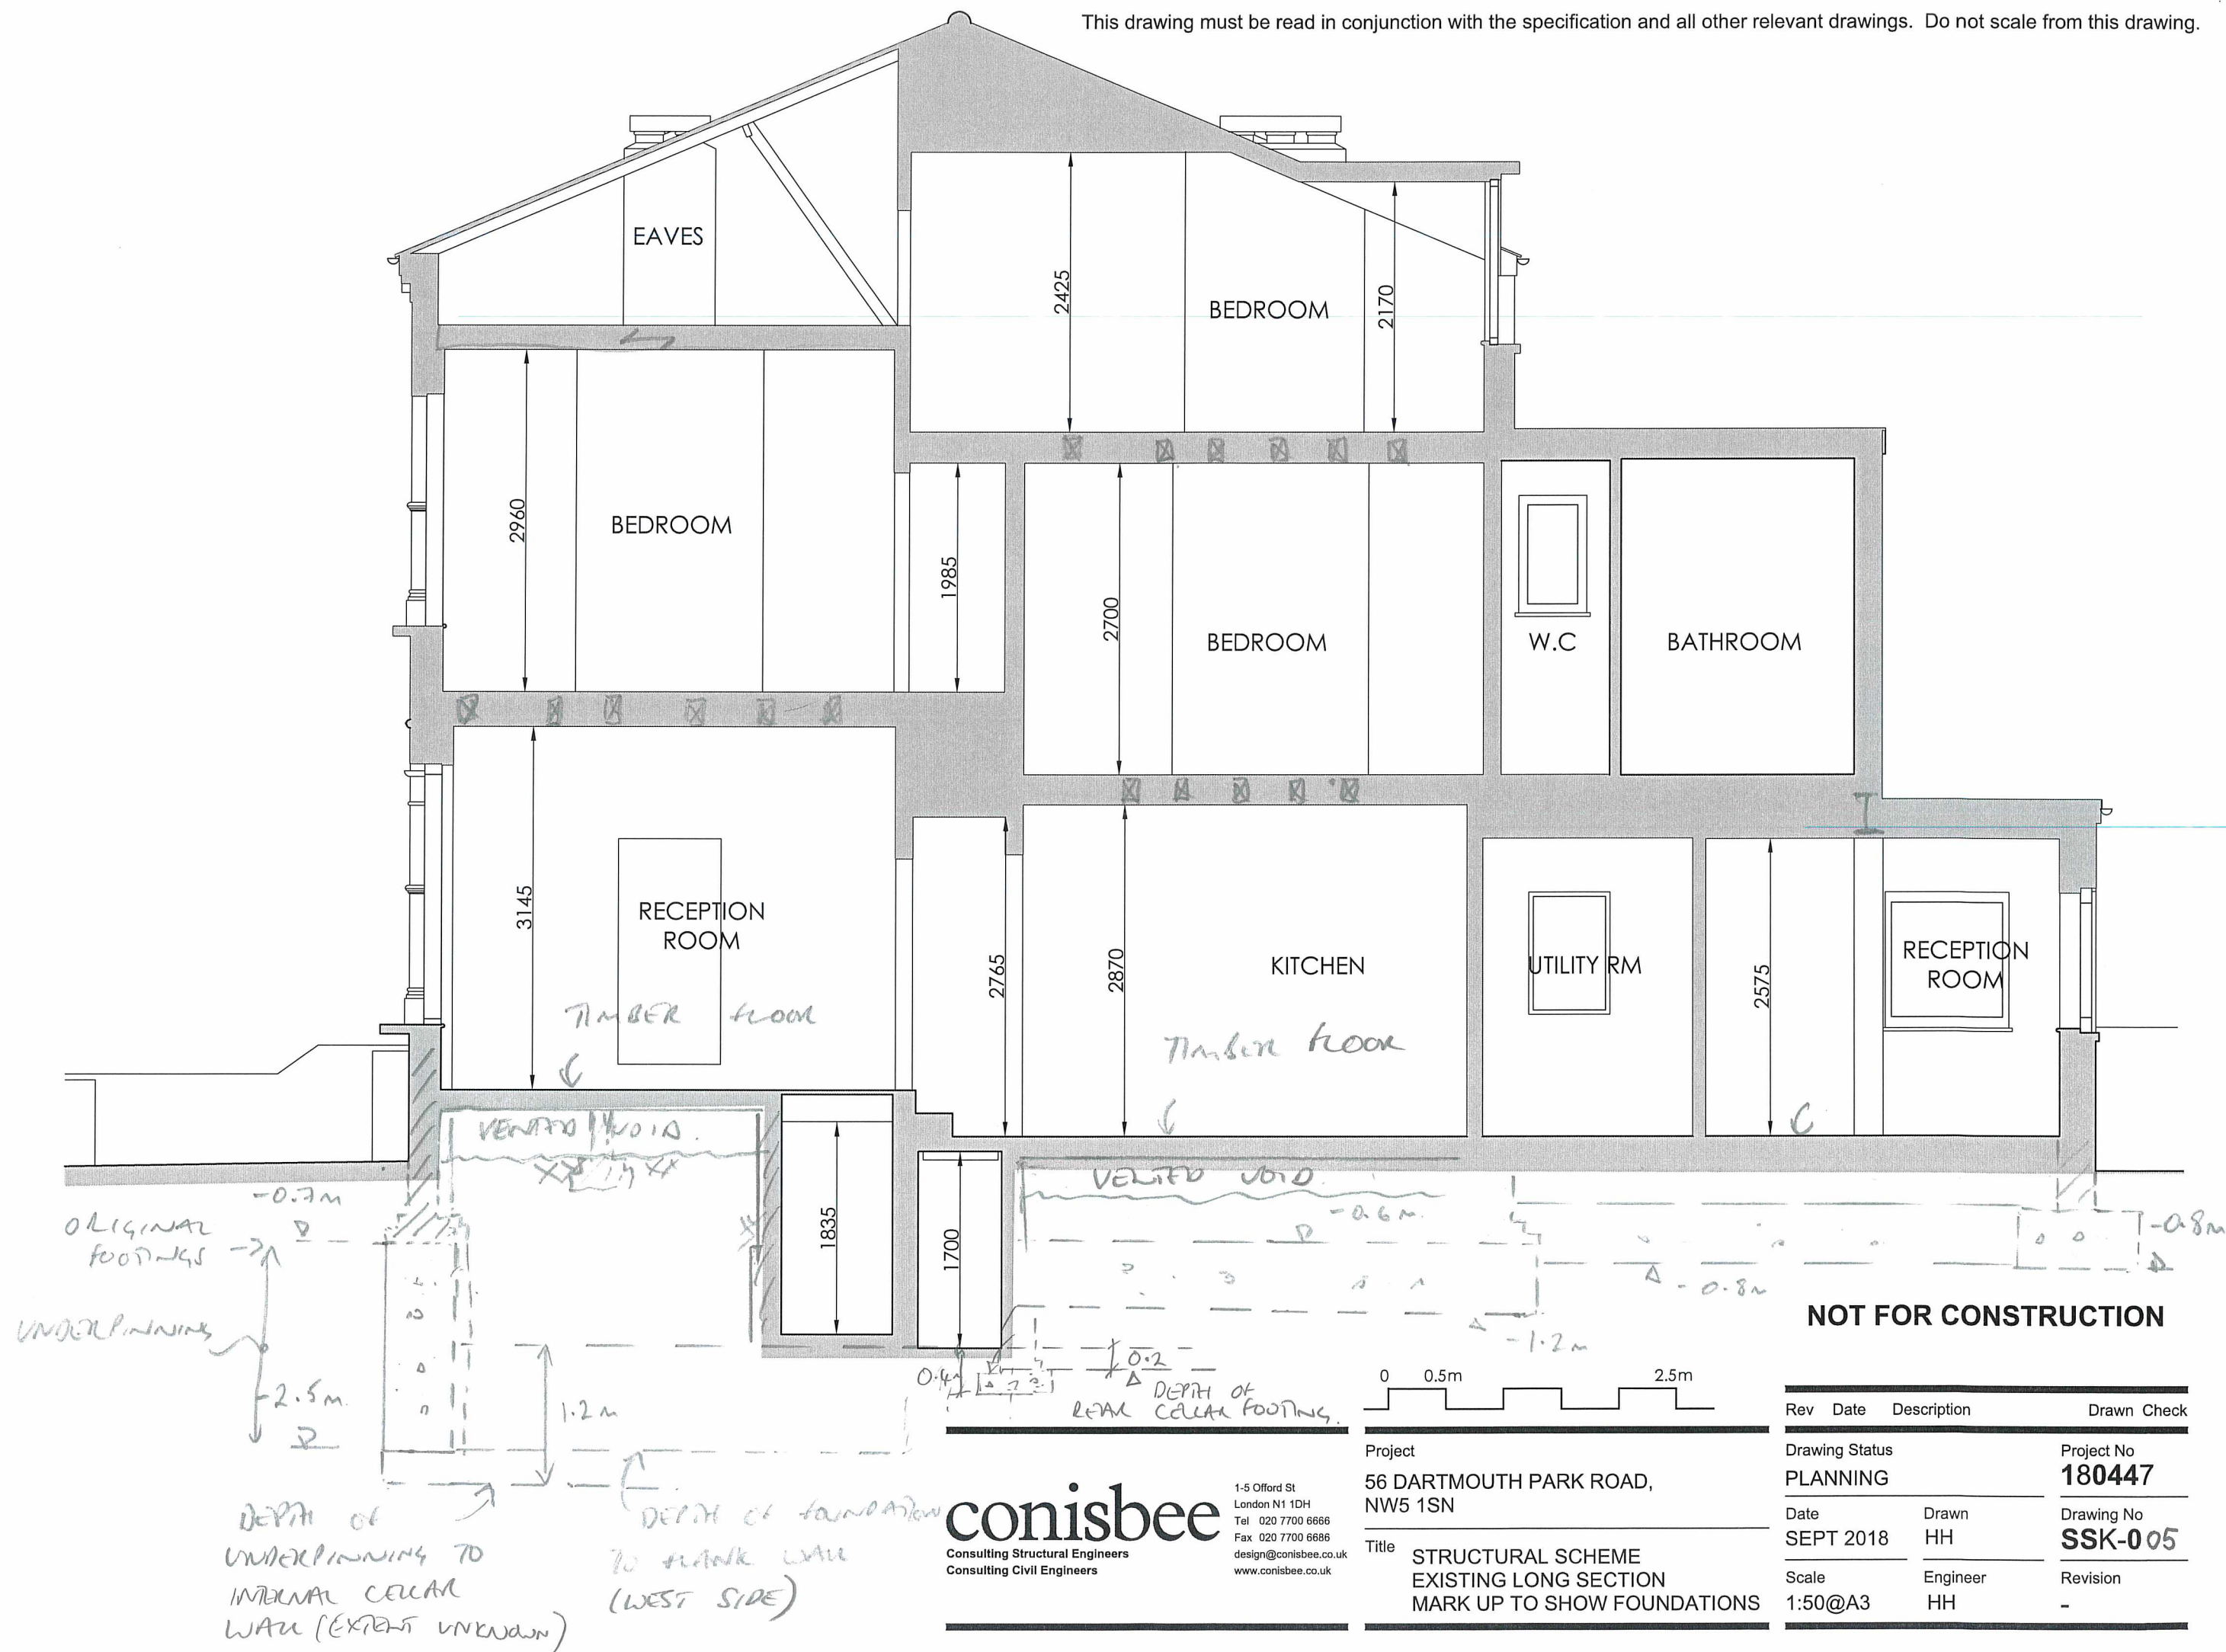 This drawing must be read in conjunction with the specification and all other relevant drawings. Do not scale from this drawing.
EAVES
2425
BEDROOM
2170
2960
BEDROOM
1985
2700
BEDROOM
W.C
BATHROOM
3145
RECEPTION
ROOM
2765
2870
KITCHEN
UTILITY RM
2575
RECEPTION
ROOM
TIMBER FLOOR
TIMBER FLOOR
VENTED VOID.
VENTED VOID.
-0.7m
ORIGINAL
FOOTINGS
UNDERPINNING
-2.5m.
1.2m
1835
1700
-0.6m.
-0.8m
-0.8m
-1.2m
0.4m
0.2
DEPTH OF
REAR CELLAR FOOTING.
DEPTH OF
UNDERPINNING TO
INTERNAL CELLAR
WALL (EXTENT UNKNOWN)
DEPTH OF FOUNDATION
TO FLANK WALL
(WEST SIDE)
NOT FOR CONSTRUCTION
0 0.5m 2.5m
conisbee
Consulting Structural Engineers
Consulting Civil Engineers
1-5 Offord St
London N1 1DH
Tel 020 7700 6666
Fax 020 7700 6686
design@conisbee.co.uk
www.conisbee.co.uk
Project
56 DARTMOUTH PARK ROAD,
NW5 1SN
Title
STRUCTURAL SCHEME
EXISTING LONG SECTION
MARK UP TO SHOW FOUNDATIONS
Rev Date Description Drawn Check
Drawing Status
PLANNING
Project No
180447
Date
SEPT 2018
Drawn
HH
Drawing No
SSK-005
Scale
1:50@A3
Engineer
HH
Revision
-